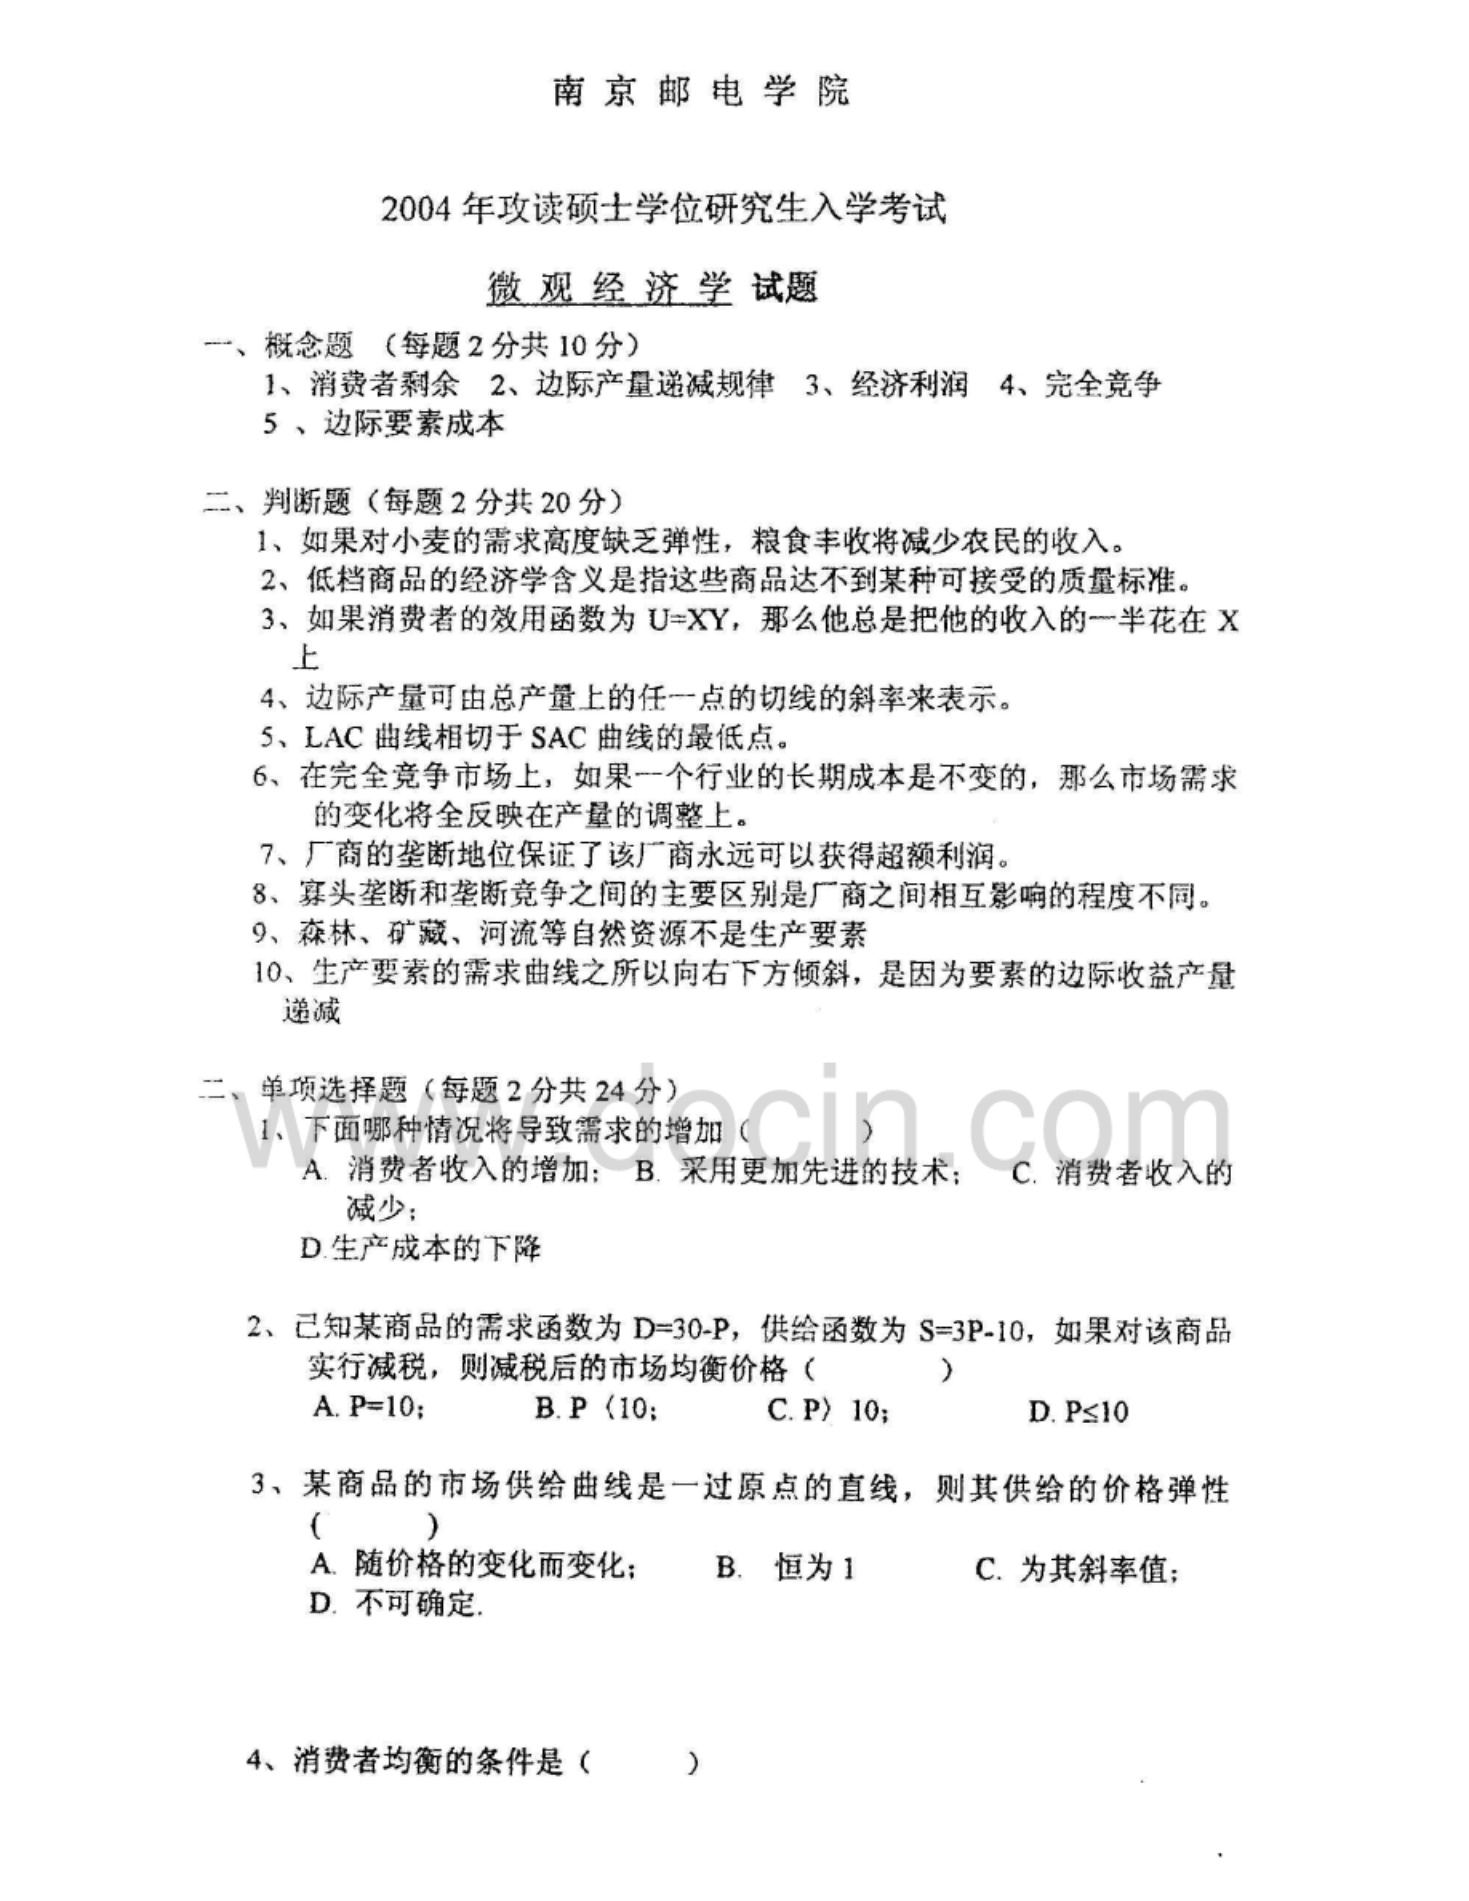 南京邮电学院
2004 年攻读硕士学位研究生入学考试
微观经济学 试题
一、概念题 （每题 2 分共 10 分）
1、消费者剩余 2、边际产量递减规律 3、经济利润 4、完全竞争
5 、边际要素成本
二、判断题（每题 2 分共 20 分）
1、如果对小麦的需求高度缺乏弹性，粮食丰收将减少农民的收入。
2、低档商品的经济学含义是指这些商品达不到某种可接受的质量标准。
3、如果消费者的效用函数为 U=XY，那么他总是把他的收入的一半花在 X
上
4、边际产量可由总产量上的任一点的切线的斜率来表示。
5、LAC 曲线相切于 SAC 曲线的最低点。
6、在完全竞争市场上，如果一个行业的长期成本是不变的，那么市场需求
的变化将全反映在产量的调整上。
7、厂商的垄断地位保证了该厂商永远可以获得超额利润。
8、寡头垄断和垄断竞争之间的主要区别是厂商之间相互影响的程度不同。
9、森林、矿藏、河流等自然资源不是生产要素
10、生产要素的需求曲线之所以向右下方倾斜，是因为要素的边际收益产量
递减
二、单项选择题（每题 2 分共 24 分）
www.docin.com
1、下面哪种情况将导致需求的增加（ ）
A. 消费者收入的增加； B. 采用更加先进的技术； C. 消费者收入的
减少；
D.生产成本的下降
2、已知某商品的需求函数为 D=30-P，供给函数为 S=3P-10，如果对该商品
实行减税，则减税后的市场均衡价格（ ）
A. P=10； B. P〈10； C. P〉10； D. P≤10
3、某商品的市场供给曲线是一过原点的直线，则其供给的价格弹性
( )
A. 随价格的变化而变化； B. 恒为 1 C. 为其斜率值；
D. 不可确定.
4、消费者均衡的条件是（ ）